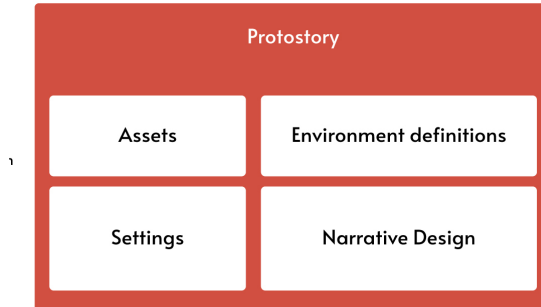 Protostory
Assets
Environment definitions
Settings
Narrative Design